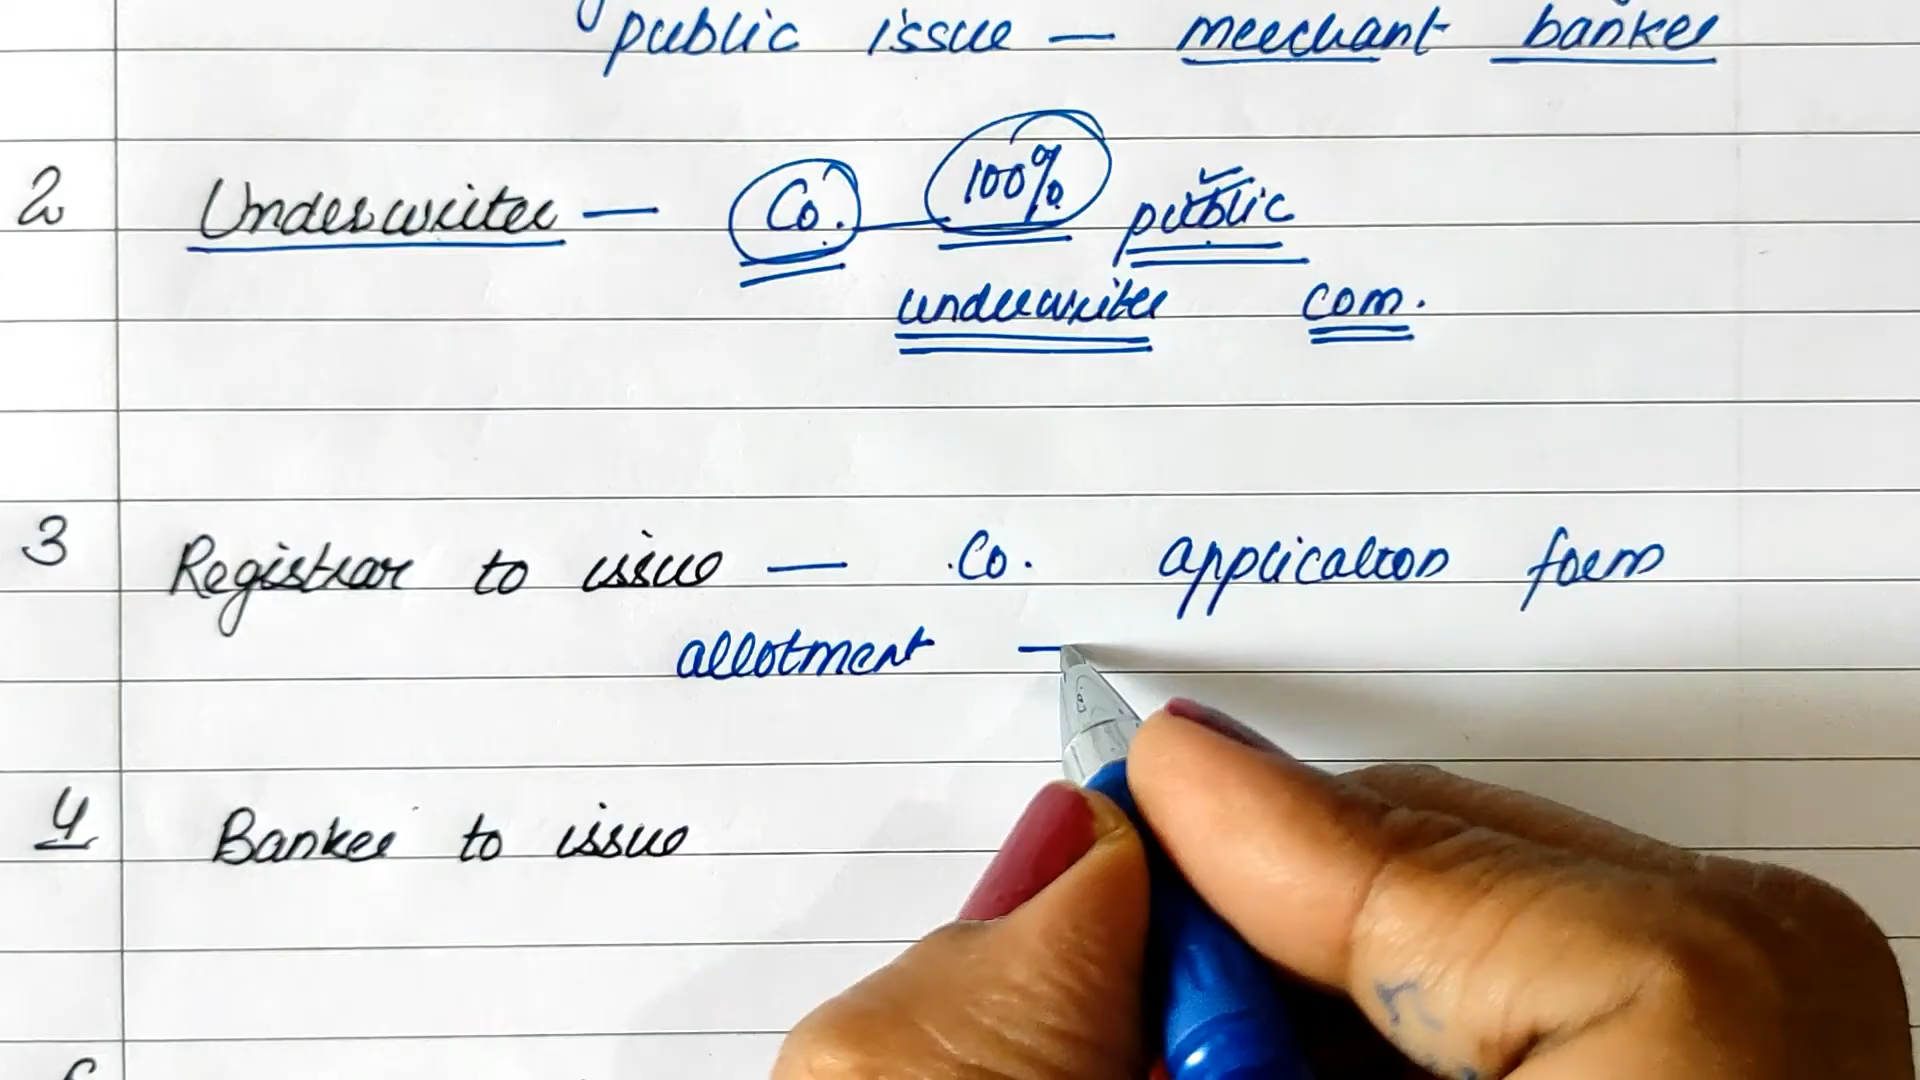 public issue — merchant banker
2 Underwriter — Co. 100% public
underwriter com.
3 Registrar to issue — Co. application form
allotment —
4 Banker to issue